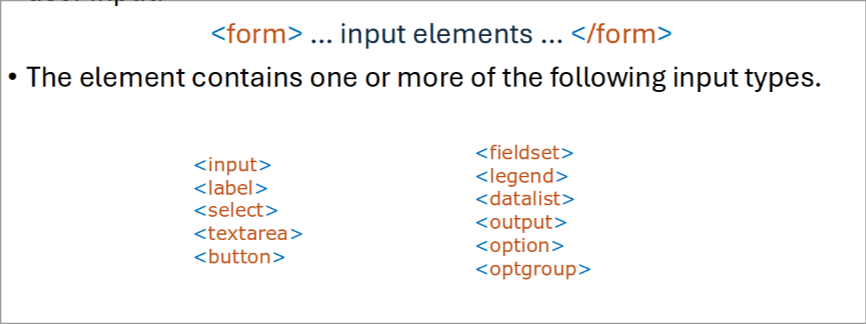 <form> ... input elements ... </form>
• The element contains one or more of the following input types.
<input>
<label>
<select>
<textarea>
<button>
<fieldset>
<legend>
<datalist>
<output>
<option>
<optgroup>